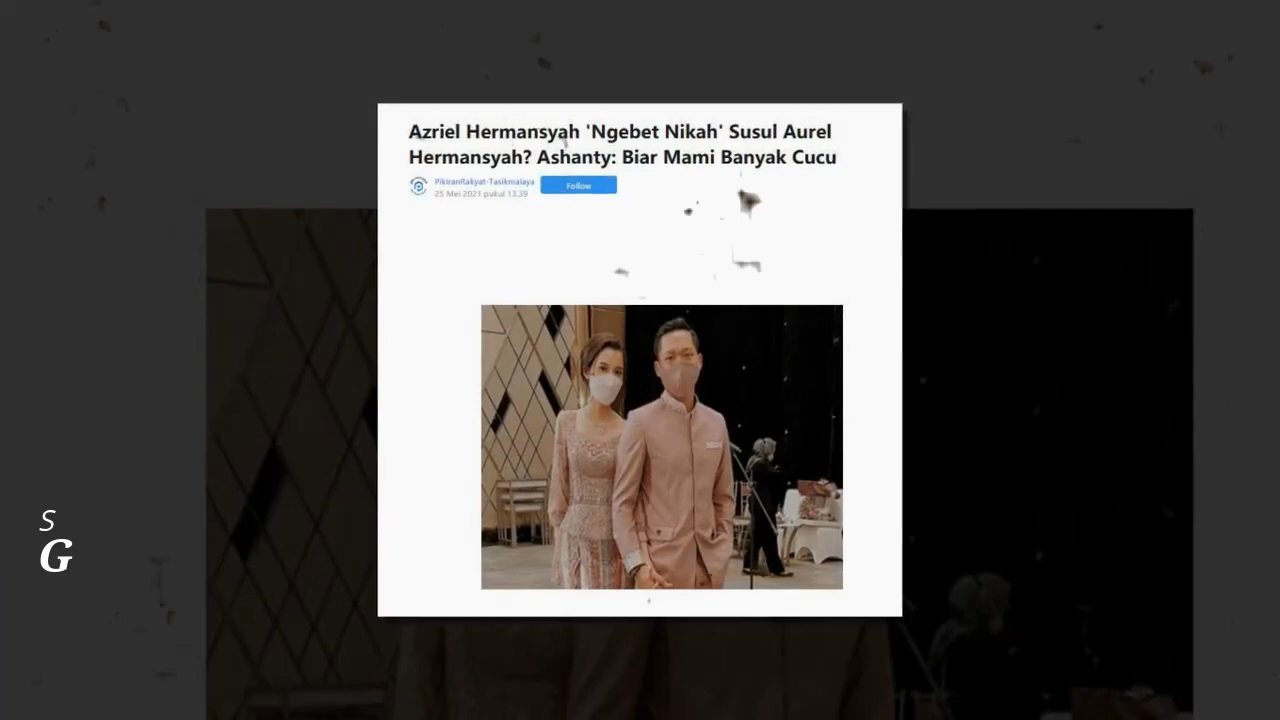 Azriel Hermansyah 'Ngebet Nikah' Susul Aurel
Hermansyah? Ashanty: Biar Mami Banyak Cucu
PikiranRakyat-Tasikmalaya
25 Mei 2021 pukul 13.39
Follow
S
G